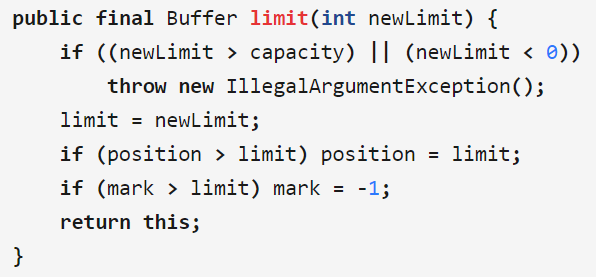 public final Buffer limit(int newLimit) {
    if ((newLimit > capacity) || (newLimit < 0))
        throw new IllegalArgumentException();
    limit = newLimit;
    if (position > limit) position = limit;
    if (mark > limit) mark = -1;
    return this;
}